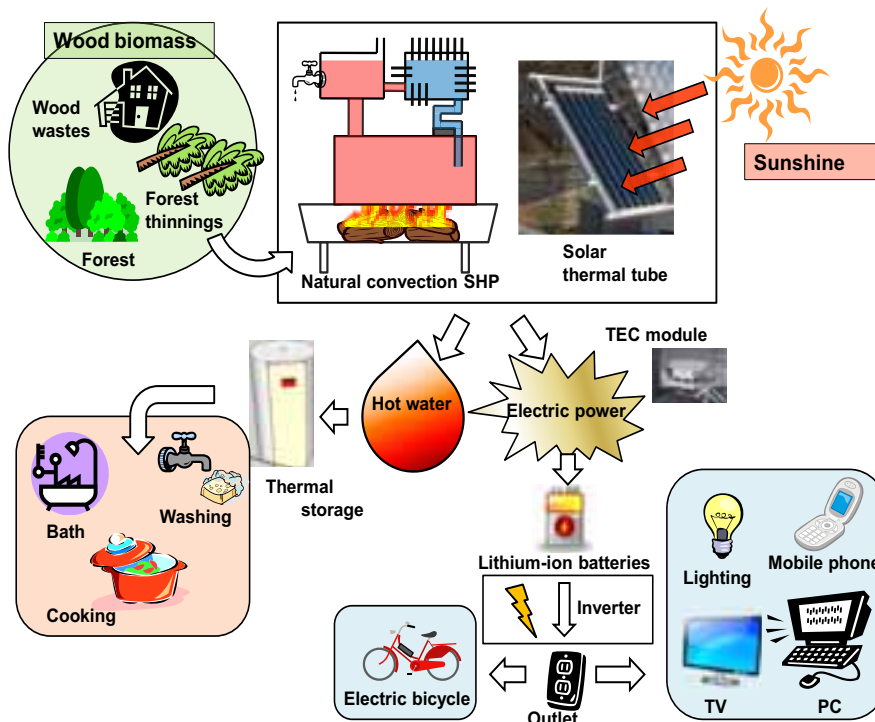 Wood biomass
Wood
wastes
Forest
thinnings
Forest
Natural convection SHP
Solar
thermal tube
Sunshine
TEC module
Hot water
Electric power
Thermal
storage
Bath
Washing
Cooking
Lithium-ion batteries
Inverter
Electric bicycle
Outlet
Lighting
Mobile phone
TV
PC